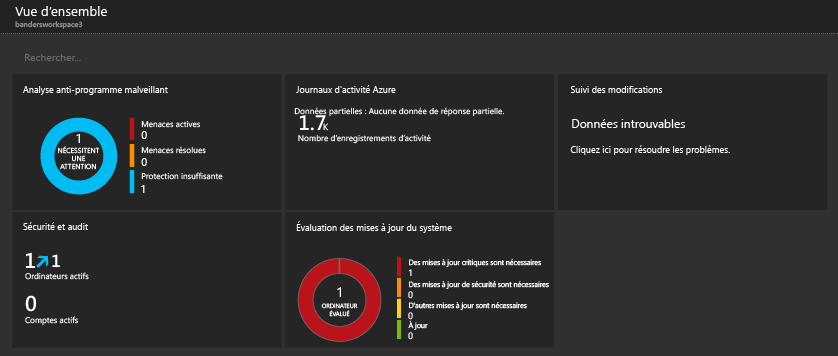 Vue d'ensemble
bandersworkspace3
Rechercher...
Analyse anti-programme malveillant
1
NÉCESSITENT
UNE
ATTENTION
Menaces actives
0
Menaces résolues
0
Protection insuffisante
1
Journaux d'activité Azure
Données partielles : Aucune donnée de réponse partielle.
1.7K
Nombre d'enregistrements d'activité
Suivi des modifications
Données introuvables
Cliquez ici pour résoudre les problèmes.
Sécurité et audit
1 1
Ordinateurs actifs
0
Comptes actifs
Évaluation des mises à jour du système
1
ORDINATEUR
ÉVALUÉ
Des mises à jour critiques sont nécessaires
1
Des mises à jour de sécurité sont nécessaires
0
D'autres mises à jour sont nécessaires
0
À jour
0